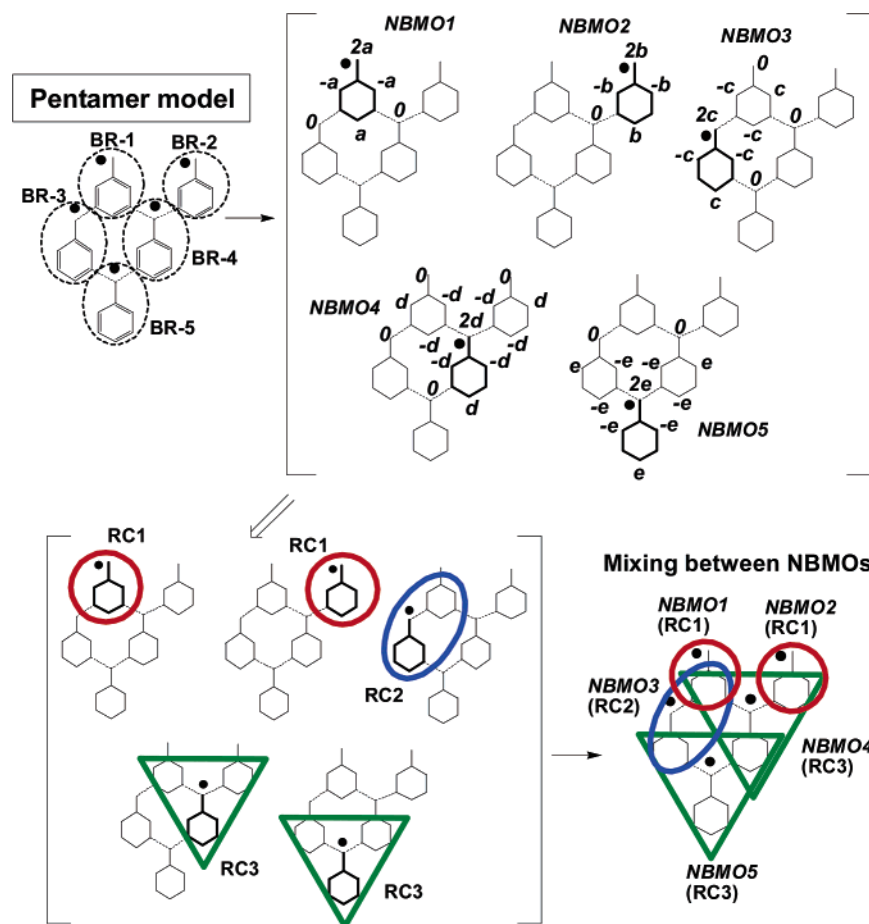 Pentamer model
BR-1
BR-2
BR-3
BR-4
BR-5
NBMO1
2a
-a
-a
0
0
a
NBMO2
2b
-b
-b
0
b
NBMO3
0
-c
c
2c
0
-c
-c
-c
0
c
NBMO4
0
0
d
-d
-d
d
2d
0
-d
-d
-d
-d
0
d
0
0
e
-e
-e
e
2e
-e
-e
-e
-e
e
NBMO5
RC1
RC1
RC2
RC3
RC3
Mixing between NBMOs
NBMO1
(RC1)
NBMO2
(RC1)
NBMO3
(RC2)
NBMO4
(RC3)
NBMO5
(RC3)